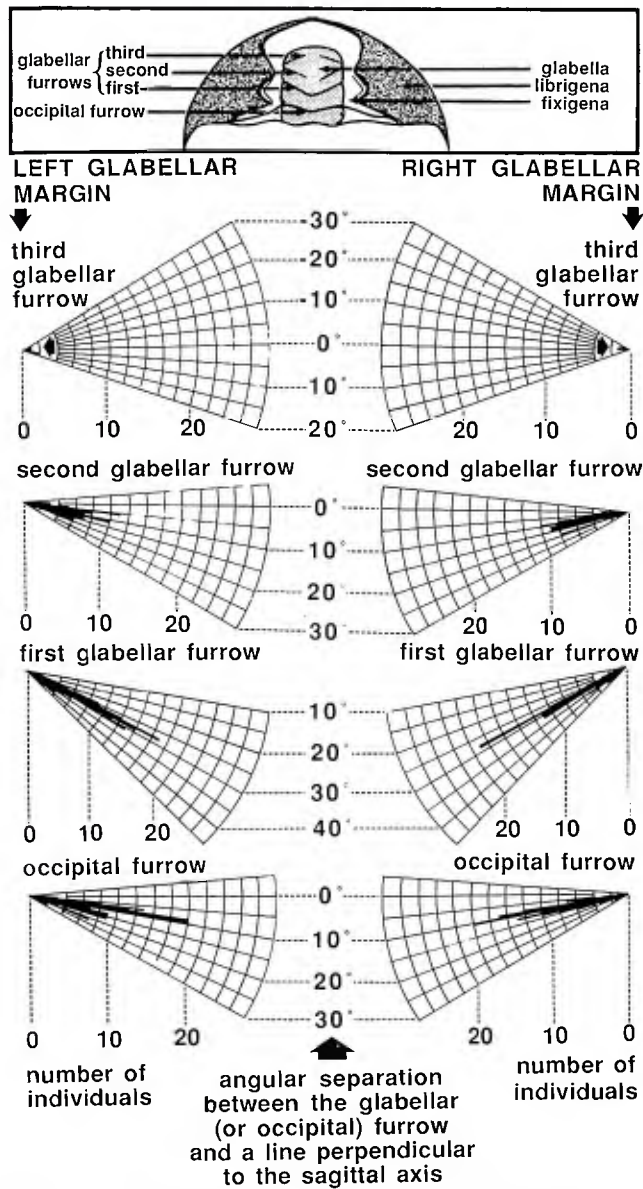 glabellar furrows { third
second
first
occipital furrow
glabella
librigena
fixigena
LEFT GLABELLAR MARGIN
RIGHT GLABELLAR MARGIN
third glabellar furrow
third glabellar furrow
-30°
-20°
-10°
0°
10°
20°
0 10 20
20 10 0
second glabellar furrow
second glabellar furrow
0°
10°
20°
30°
0 10 20
20 10 0
first glabellar furrow
first glabellar furrow
10°
20°
30°
40°
0 10 20
20 10 0
occipital furrow
occipital furrow
0°
10°
20°
30°
0 10 20
20 10 0
number of
individuals
angular separation
between the glabellar
(or occipital) furrow
and a line perpendicular
to the sagittal axis
number of
individuals